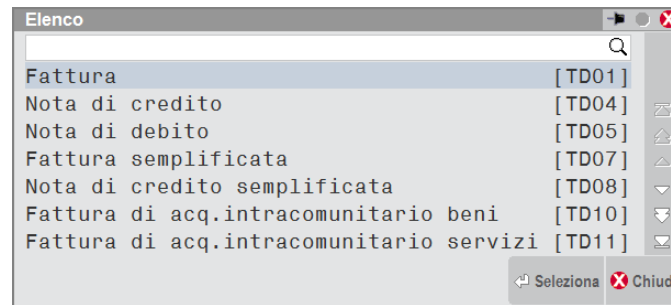 Elenco
Fattura [TD01]
Nota di credito [TD04]
Nota di debito [TD05]
Fattura semplificata [TD07]
Nota di credito semplificata [TD08]
Fattura di acq.intracomunitario beni [TD10]
Fattura di acq.intracomunitario servizi [TD11]
Seleziona Chiud